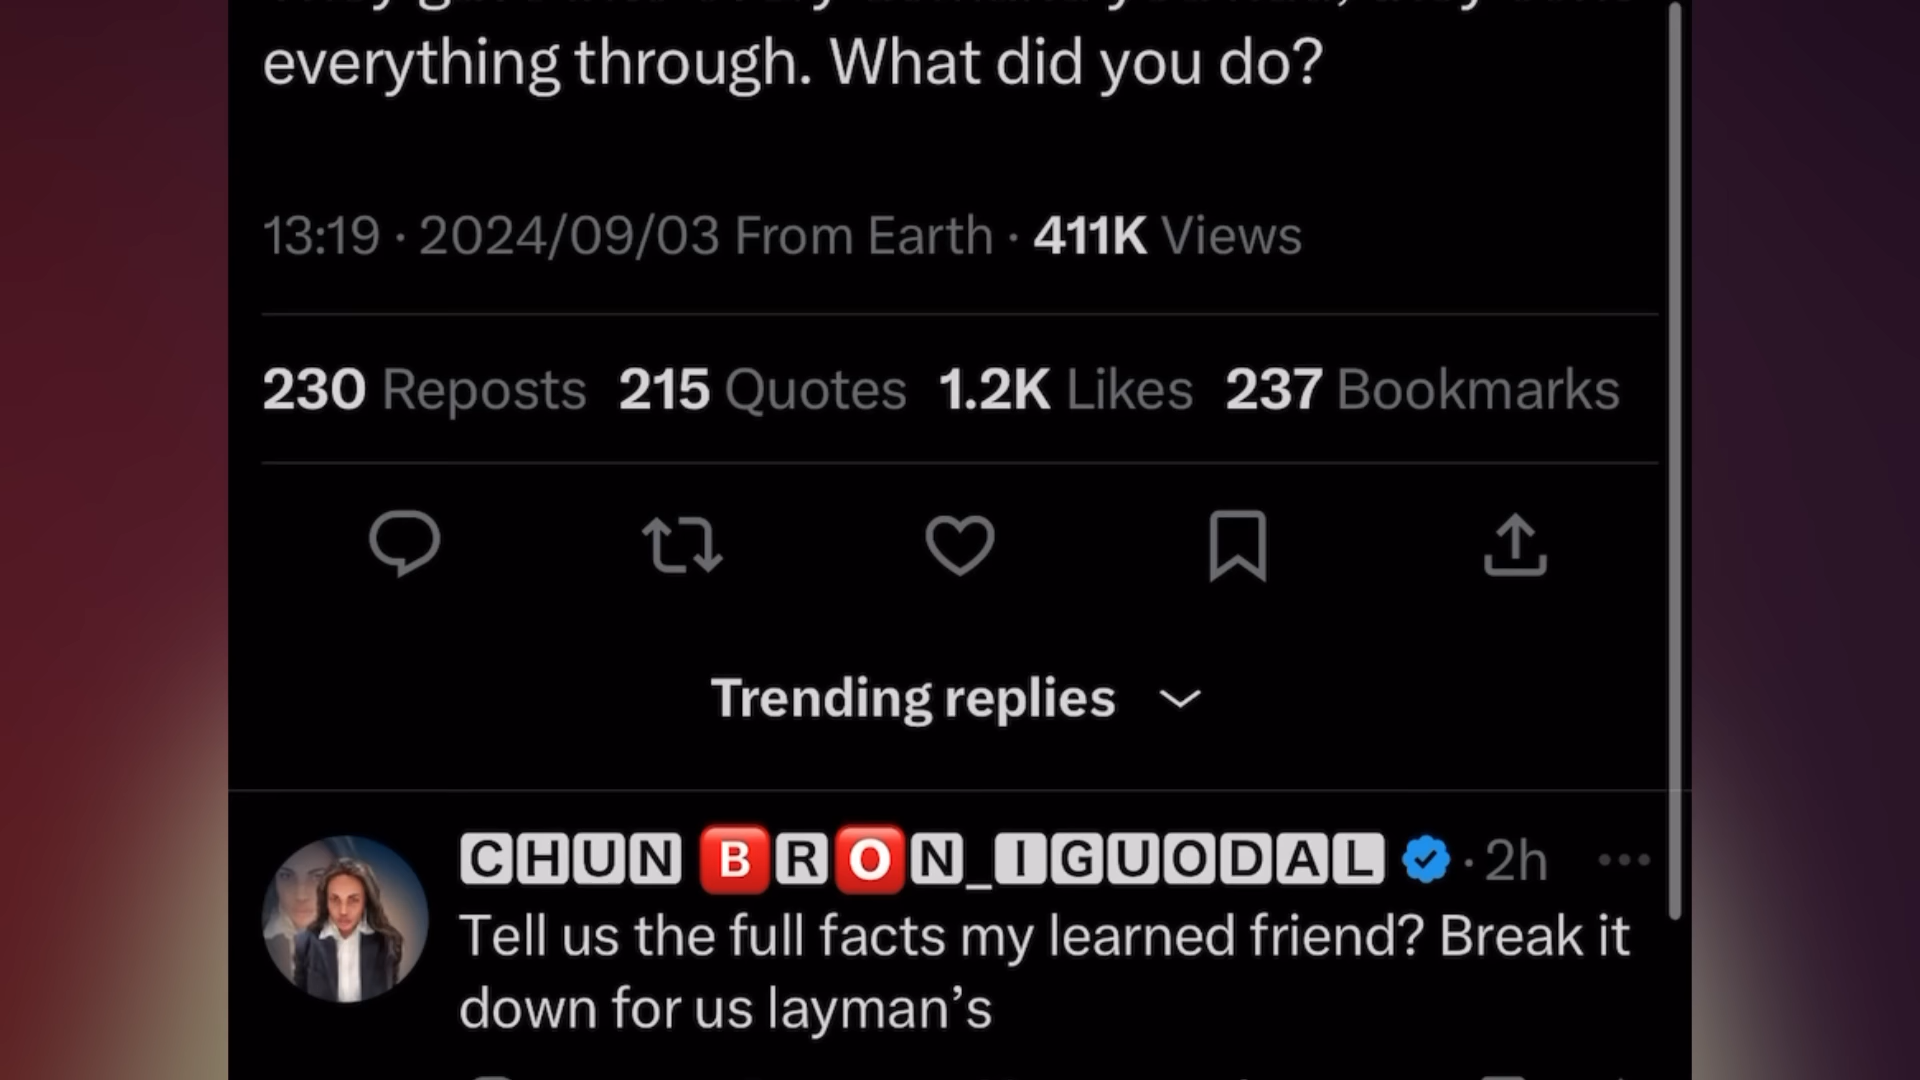 everything through. What did you do?
13:19 · 2024/09/03 From Earth · 411K Views
230 Reposts 215 Quotes 1.2K Likes 237 Bookmarks
Trending replies
CHUN BRON_IGUODAL · 2h
Tell us the full facts my learned friend? Break it
down for us layman’s